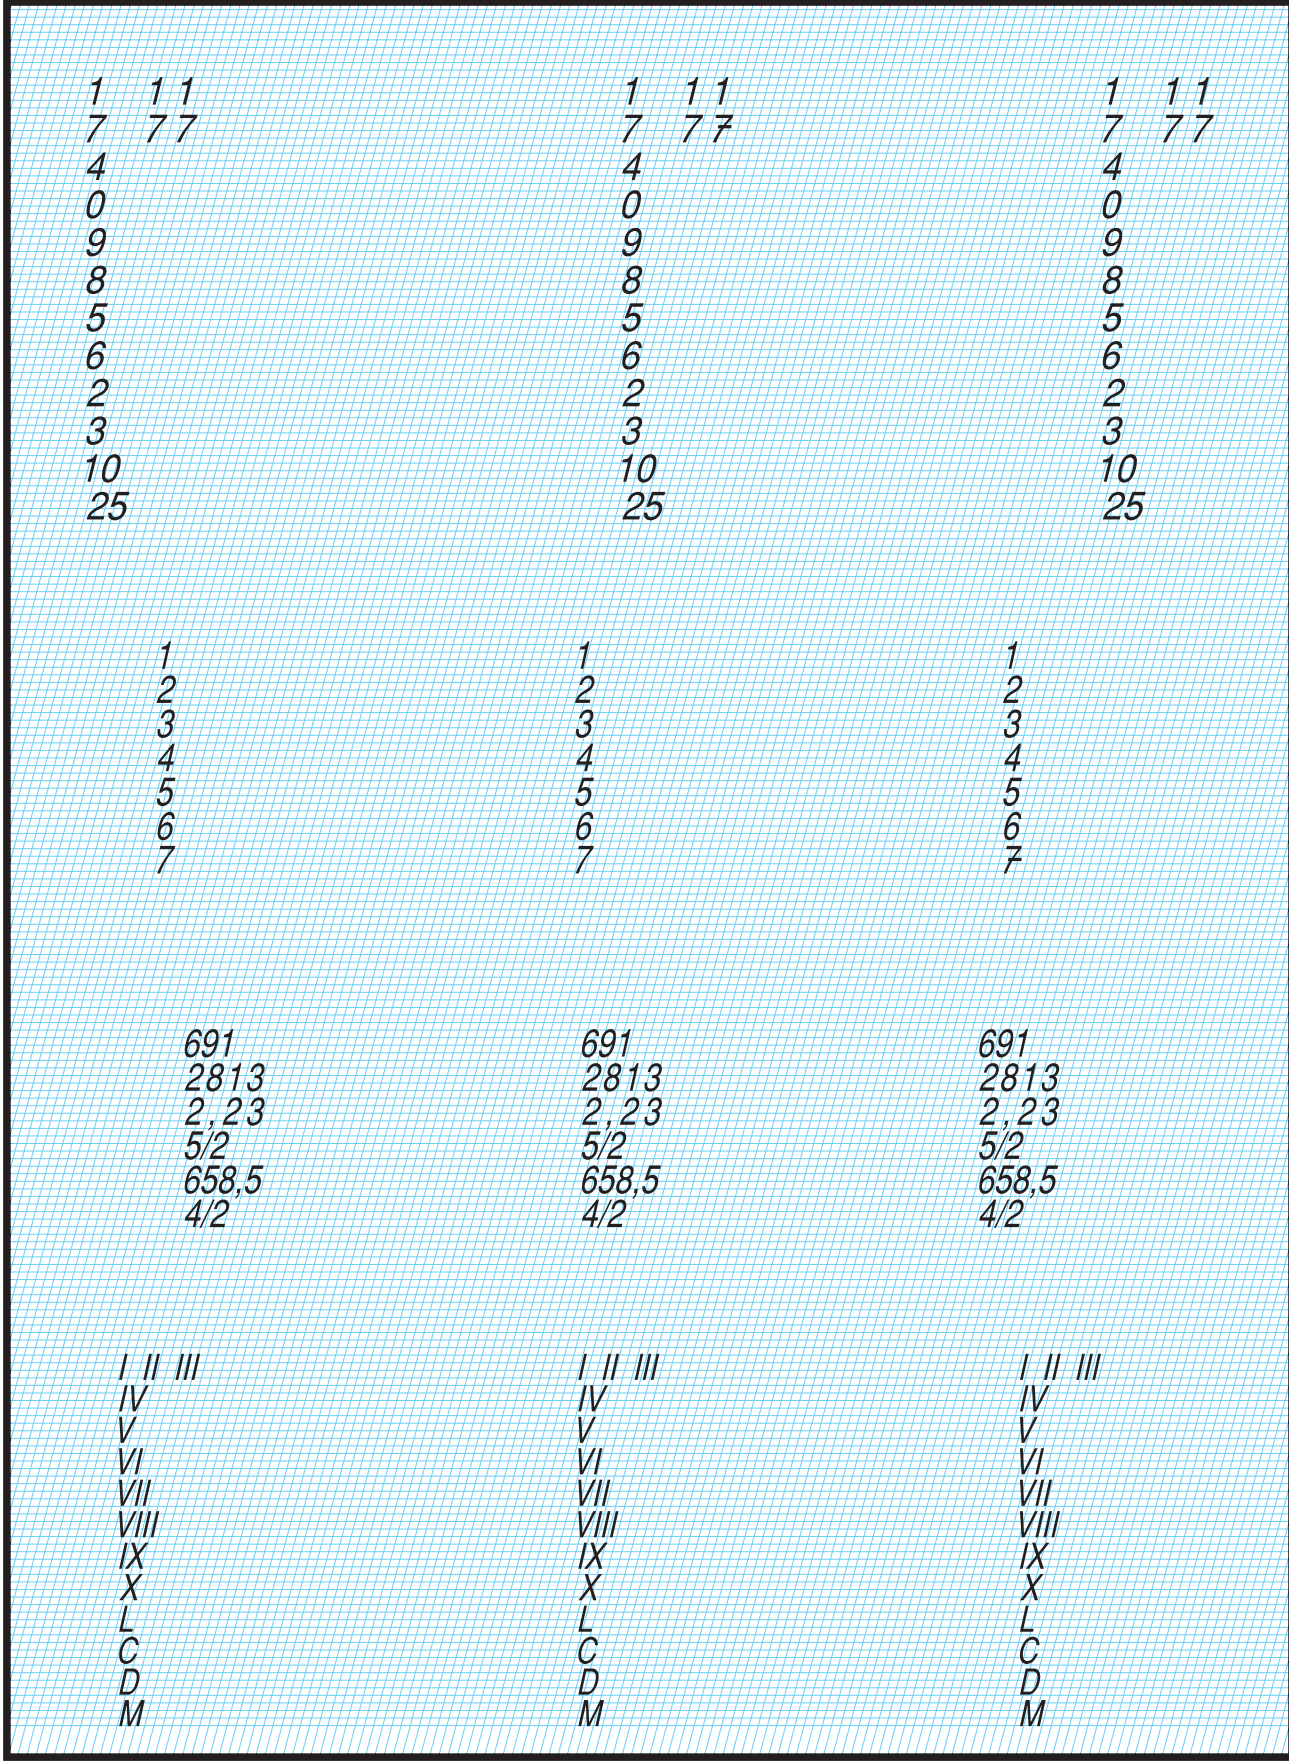 1 1 1 1 1 1 1 1 1
7 7 7 7 7 7 7 7 7
4 4 4
0 0 0
9 9 9
8 8 8
5 5 5
6 6 6
2 2 2
3 3 3
10 10 10
25 25 25
1 1 1
2 2 2
3 3 3
4 4 4
5 5 5
6 6 6
7 7 7
691 691 691
2813 2813 2813
2,23 2,23 2,23
5/2 5/2 5/2
658,5 658,5 658,5
4/2 4/2 4/2
I II III I II III I II III
IV IV IV
V V V
VI VI VI
VII VII VII
VIII VIII VIII
IX IX IX
X X X
L L L
C C C
D D D
M M M